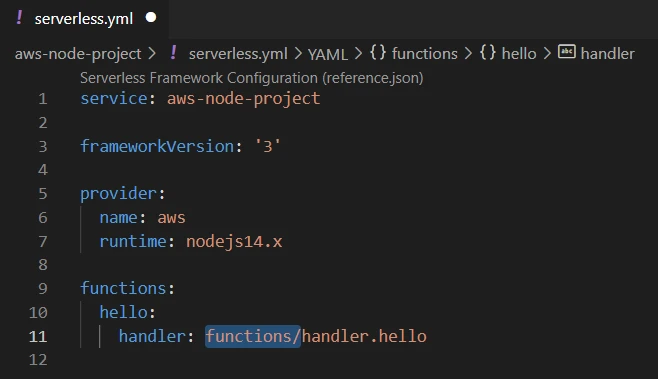 ! serverless.yml ●
aws-node-project > ! serverless.yml > YAML > {} functions > {} hello > abc handler
Serverless Framework Configuration (reference.json)
1 service: aws-node-project
2
3 frameworkVersion: '3'
4
5 provider:
6   name: aws
7   runtime: nodejs14.x
8
9 functions:
10   hello:
11     handler: functions/handler.hello
12